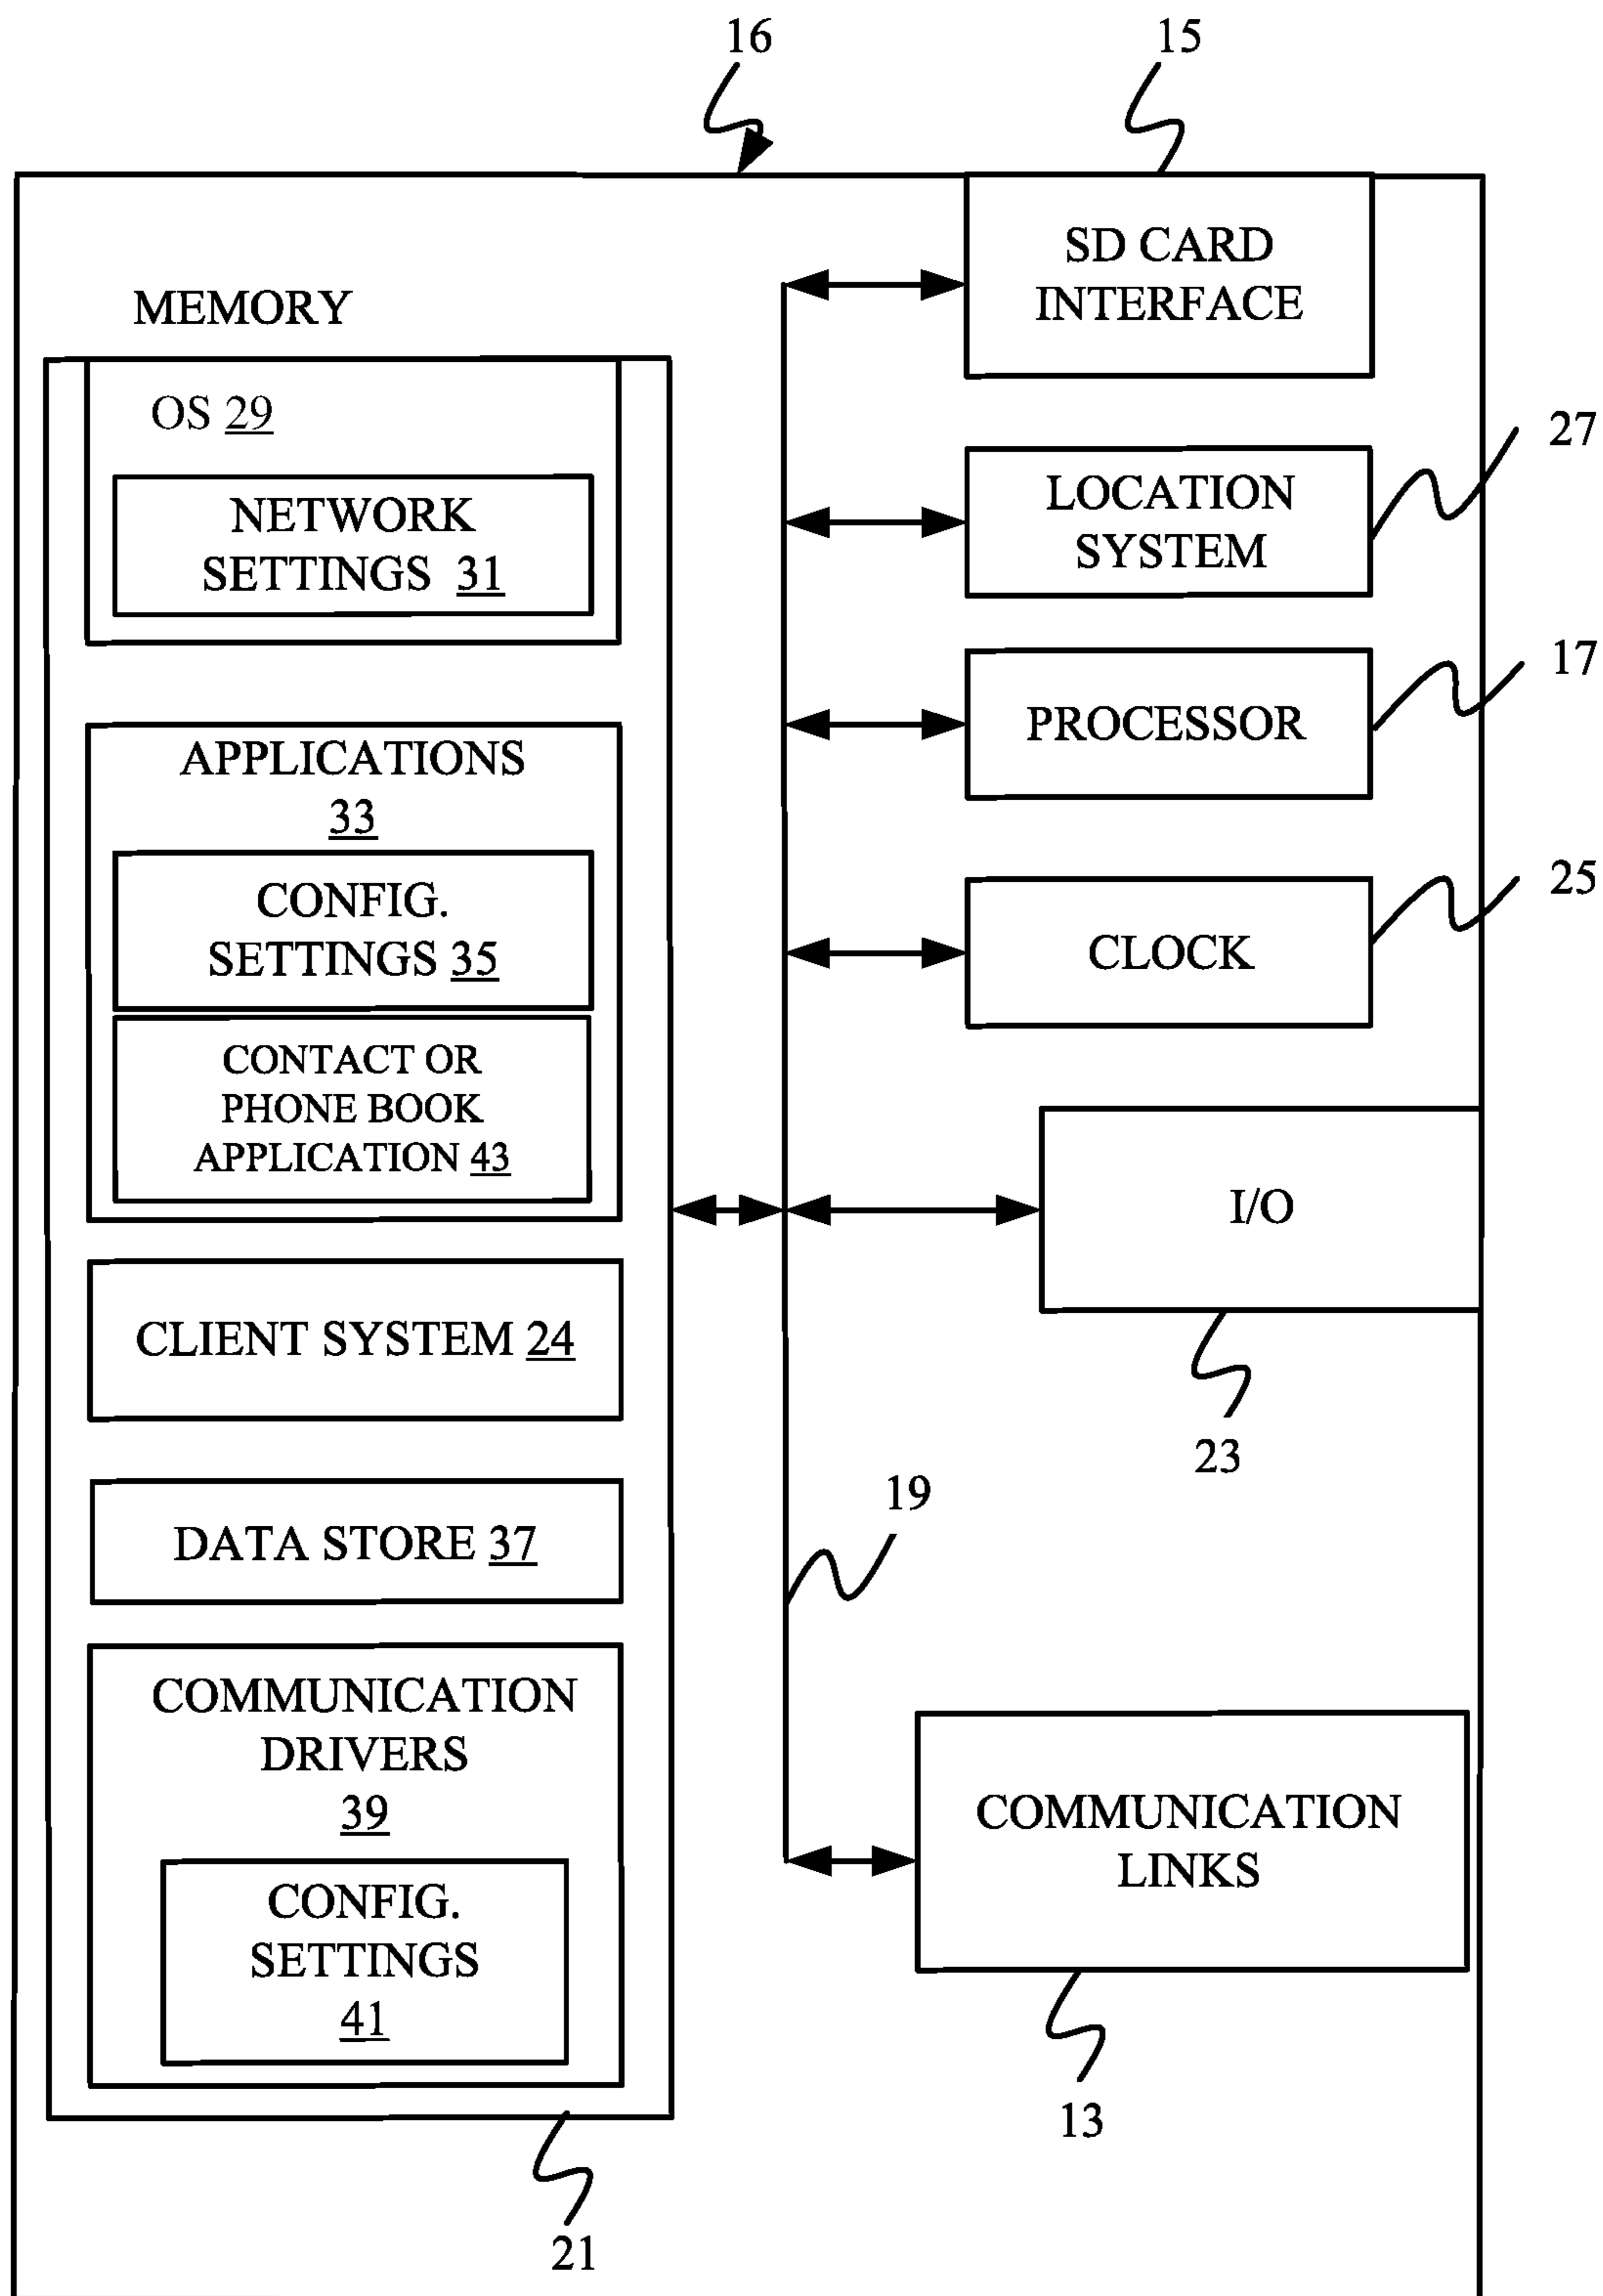 16
15
SD CARD
INTERFACE
MEMORY
OS 29
NETWORK
SETTINGS 31
27
LOCATION
SYSTEM
17
PROCESSOR
APPLICATIONS
33
CONFIG.
SETTINGS 35
25
CLOCK
CONTACT OR
PHONE BOOK
APPLICATION 43
I/O
CLIENT SYSTEM 24
23
19
DATA STORE 37
COMMUNICATION
DRIVERS
39
CONFIG.
SETTINGS
41
COMMUNICATION
LINKS
13
21